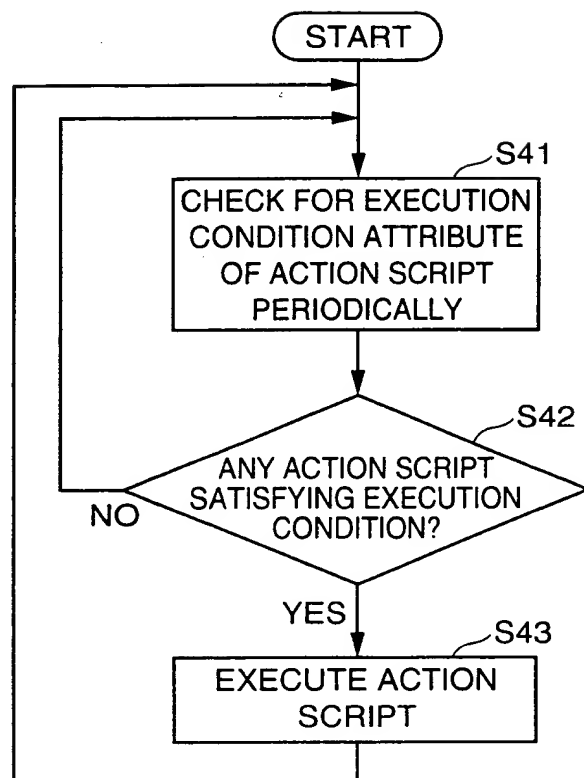 START
S41
CHECK FOR EXECUTION
CONDITION ATTRIBUTE
OF ACTION SCRIPT
PERIODICALLY
S42
ANY ACTION SCRIPT
SATISFYING EXECUTION
CONDITION?
NO
YES
S43
EXECUTE ACTION
SCRIPT